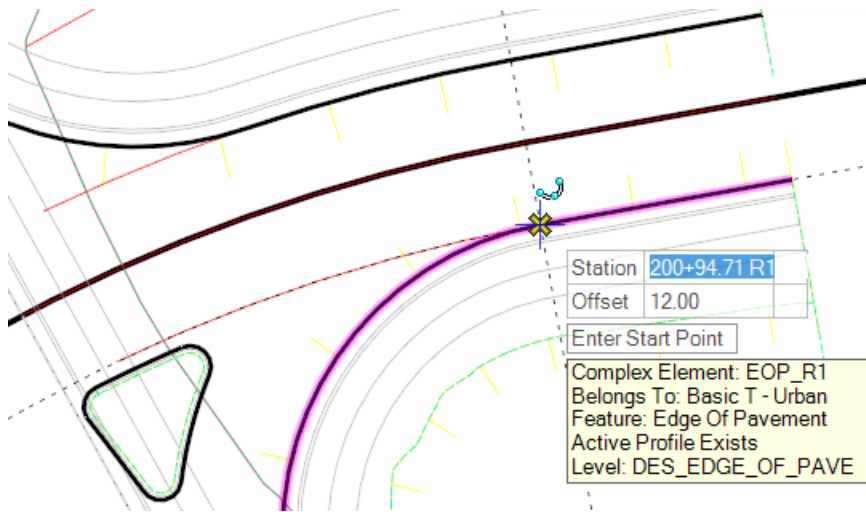 Station 200+94.71 R1
Offset 12.00
Enter Start Point
Complex Element: EOP_R1
Belongs To: Basic T - Urban
Feature: Edge Of Pavement
Active Profile Exists
Level: DES_EDGE_OF_PAVE